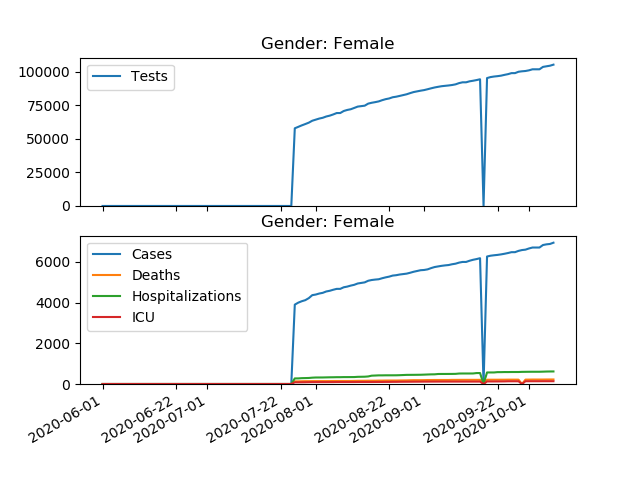 Gender: Female
100000
75000
50000
25000
0
Tests
Gender: Female
6000
4000
2000
0
Cases
Deaths
Hospitalizations
ICU
2020-06-01
2020-06-22
2020-07-01
2020-07-22
2020-08-01
2020-08-22
2020-09-01
2020-09-22
2020-10-01